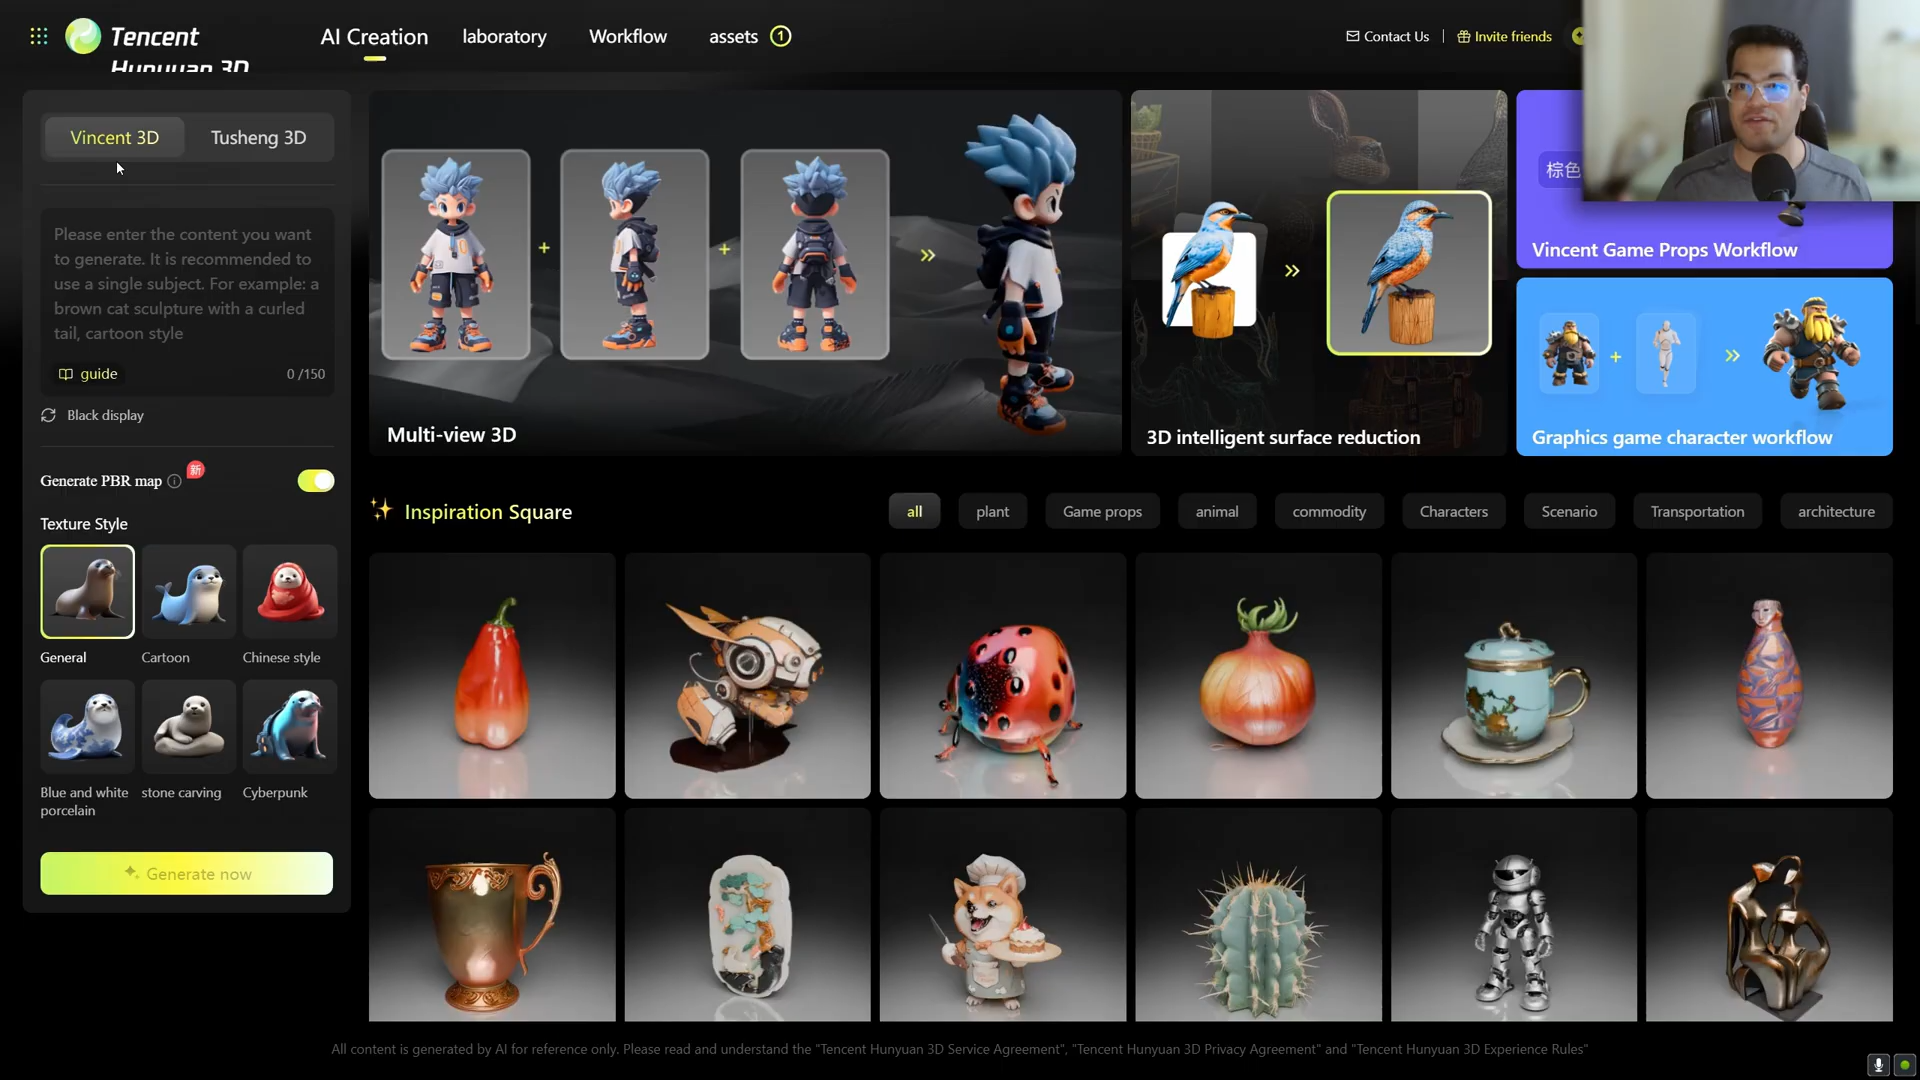 Tencent
Hunyuan 3D
AI Creation
laboratory
Workflow
assets
1
Contact Us
Invite friends
Vincent 3D
Tusheng 3D
Please enter the content you want
to generate. It is recommended to
use a single subject. For example: a
brown cat sculpture with a curled
tail, cartoon style
guide
0 /150
Black display
Generate PBR map
新
Texture Style
General
Cartoon
Chinese style
Blue and white
porcelain
stone carving
Cyberpunk
Generate now
Multi-view 3D
3D intelligent surface reduction
棕色
Vincent Game Props Workflow
Graphics game character workflow
Inspiration Square
all
plant
Game props
animal
commodity
Characters
Scenario
Transportation
architecture
All content is generated by AI for reference only. Please read and understand the "Tencent Hunyuan 3D Service Agreement", "Tencent Hunyuan 3D Privacy Agreement" and "Tencent Hunyuan 3D Experience Rules"